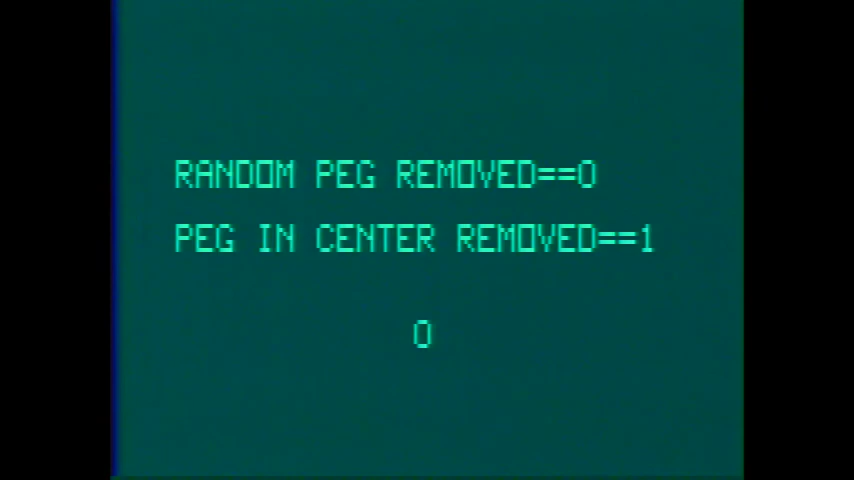 RANDOM PEG REMOVED==0
PEG IN CENTER REMOVED==1
0